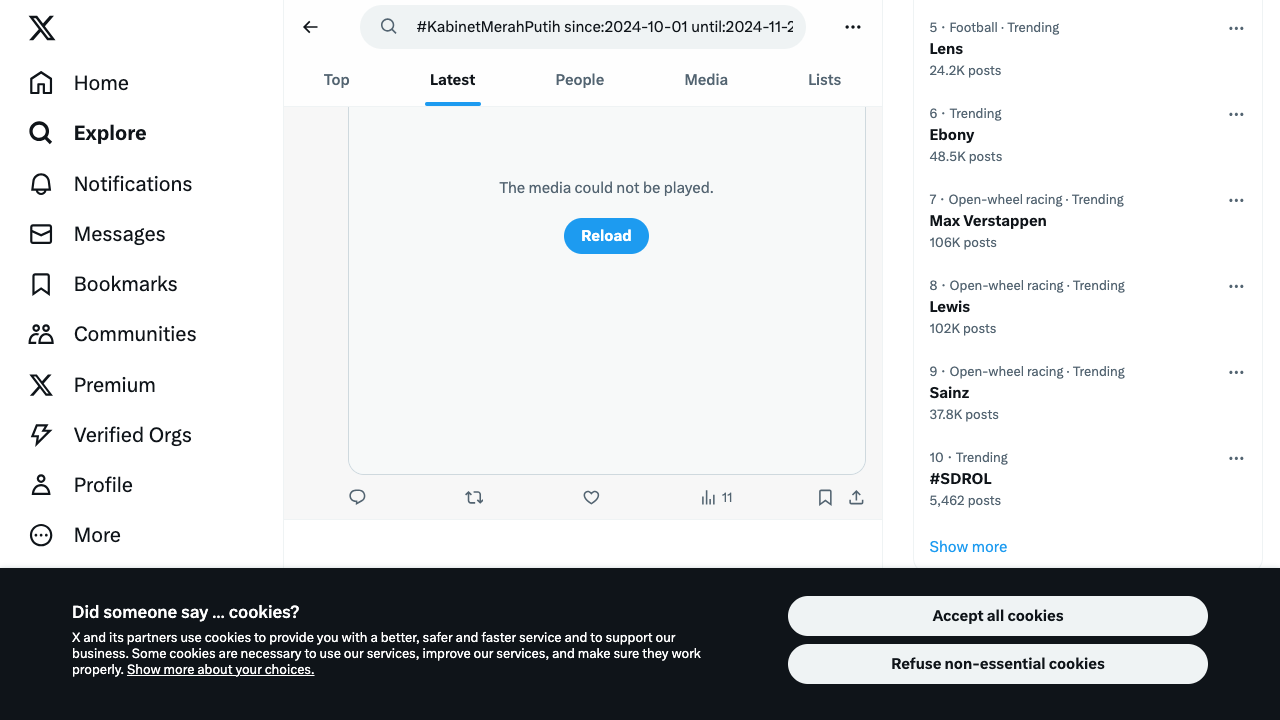 Home
Explore
Notifications
Messages
Bookmarks
Communities
Premium
Verified Orgs
Profile
More
#KabinetMerahPutih since:2024-10-01 until:2024-11-2
Top
Latest
People
Media
Lists
The media could not be played.
Reload
11
5 · Football · Trending
Lens
24.2K posts
6 · Trending
Ebony
48.5K posts
7 · Open-wheel racing · Trending
Max Verstappen
106K posts
8 · Open-wheel racing · Trending
Lewis
102K posts
9 · Open-wheel racing · Trending
Sainz
37.8K posts
10 · Trending
#SDROL
5,462 posts
Show more
Did someone say … cookies?
X and its partners use cookies to provide you with a better, safer and faster service and to support our
business. Some cookies are necessary to use our services, improve our services, and make sure they work
properly. Show more about your choices.
Accept all cookies
Refuse non-essential cookies